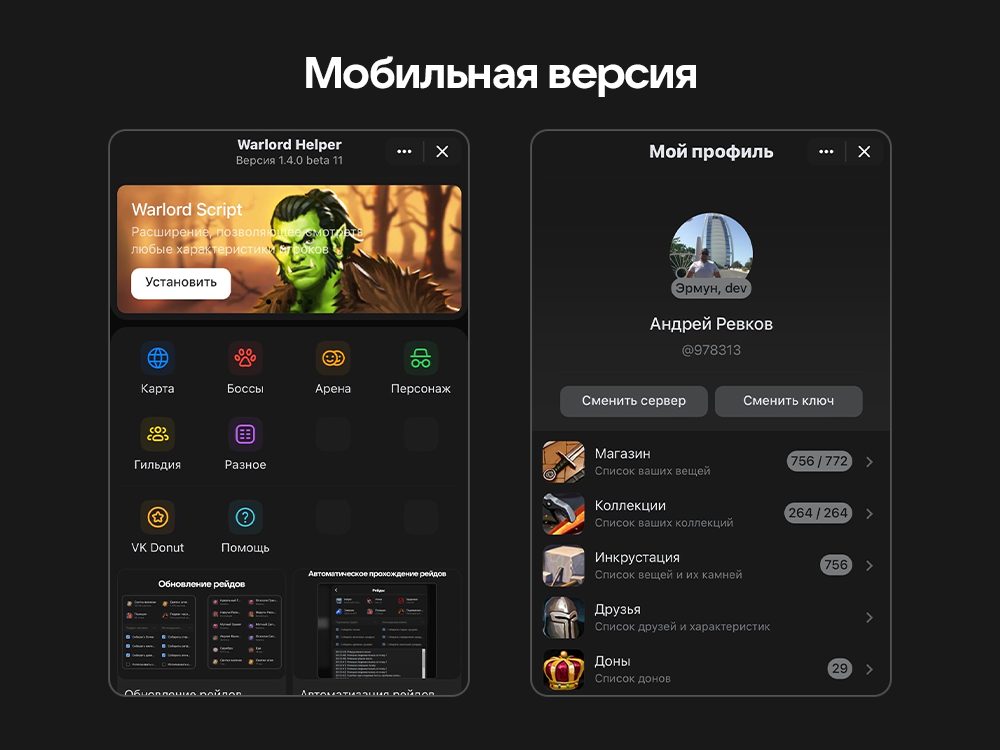 Мобильная версия
Warlord Helper
Версия 1.4.0 beta 11
Warlord Script
Расширение, позволяющее смотреть
любые характеристики игроков
Установить
Карта
Боссы
Арена
Персонаж
Гильдия
Разное
VK Donut
Помощь
Обновление рейдов
Автоматическое прохождение рейдов
Рейды
Обновление рейдов
Автоматизация рейдов
Мой профиль
Эрмун, dev
Андрей Ревков
@978313
Сменить сервер
Сменить ключ
Магазин
Список ваших вещей
756 / 772
Коллекции
Список ваших коллекций
264 / 264
Инкрустация
Список вещей и их камней
756
Друзья
Список друзей и характеристик
Доны
Список донов
29